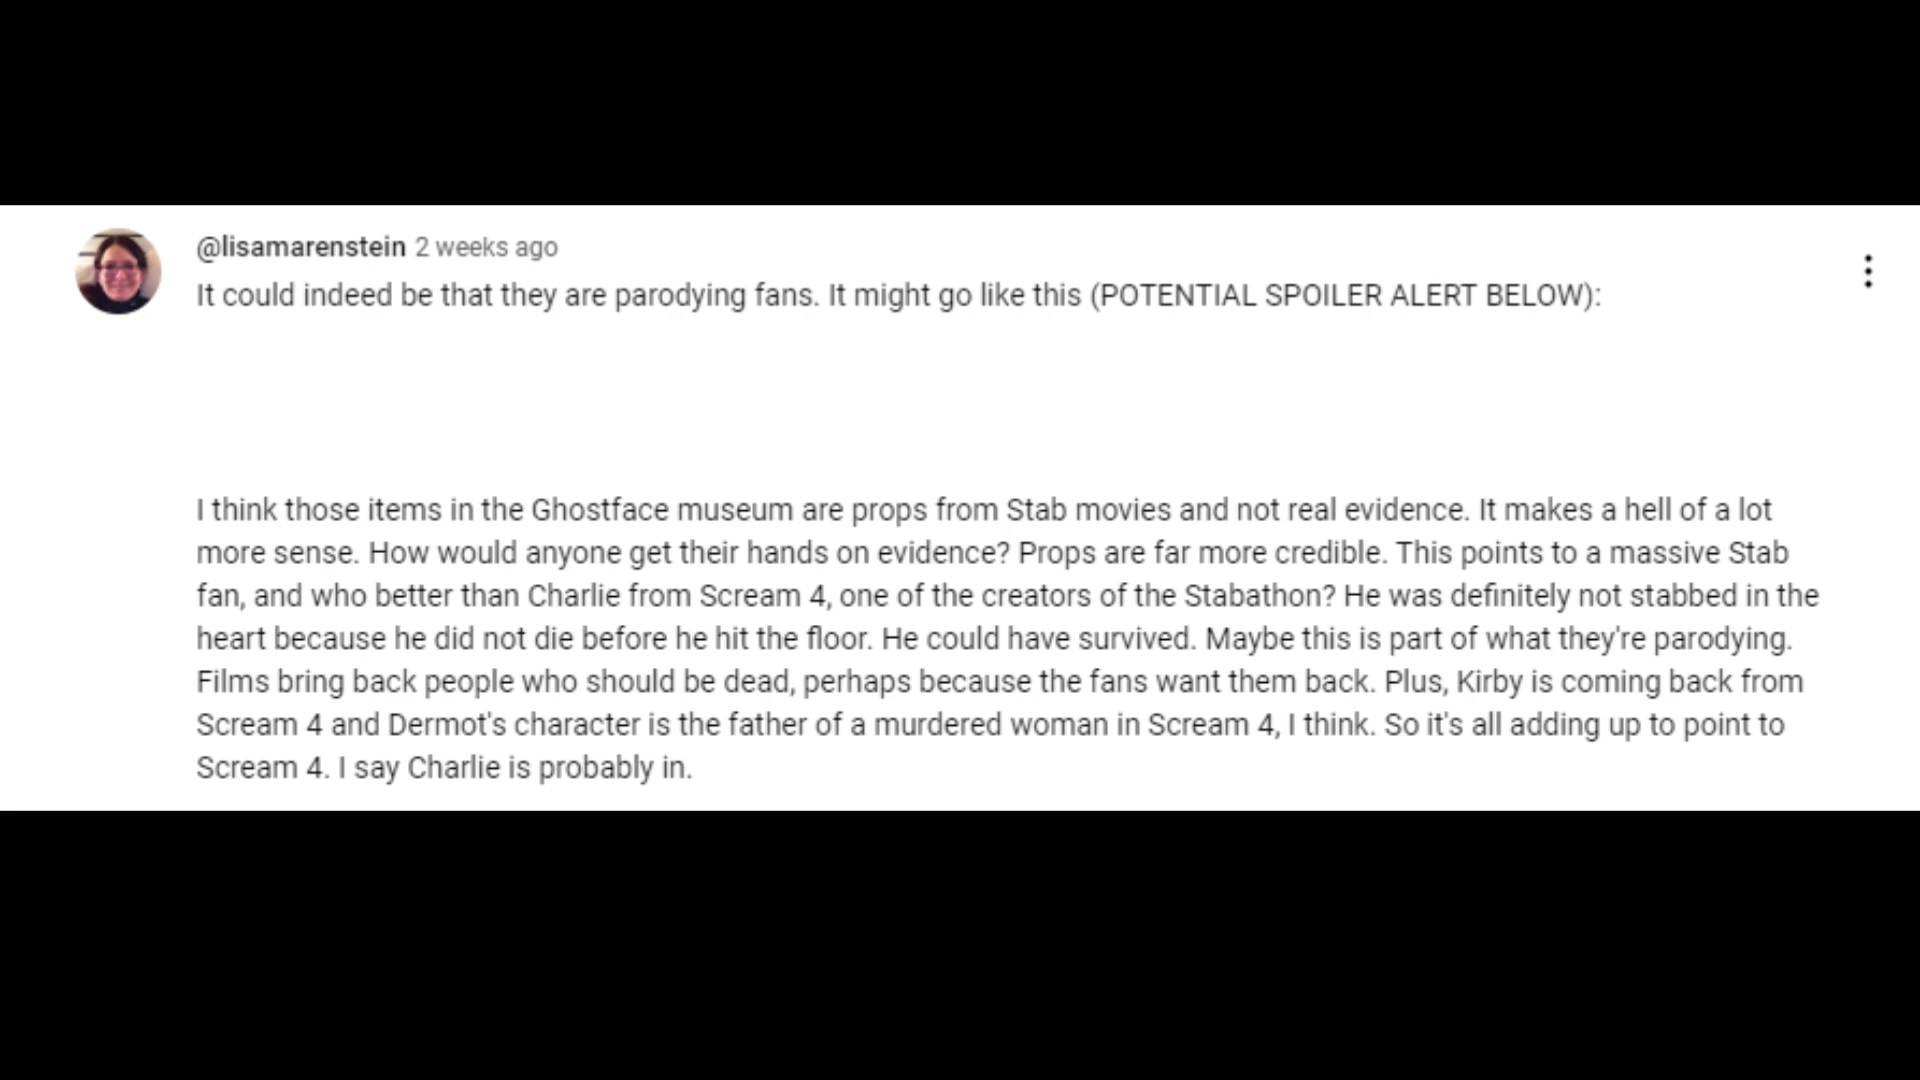 @lisamarenstein 2 weeks ago
It could indeed be that they are parodying fans. It might go like this (POTENTIAL SPOILER ALERT BELOW):
I think those items in the Ghostface museum are props from Stab movies and not real evidence. It makes a hell of a lot
more sense. How would anyone get their hands on evidence? Props are far more credible. This points to a massive Stab
fan, and who better than Charlie from Scream 4, one of the creators of the Stabathon? He was definitely not stabbed in the
heart because he did not die before he hit the floor. He could have survived. Maybe this is part of what they're parodying.
Films bring back people who should be dead, perhaps because the fans want them back. Plus, Kirby is coming back from
Scream 4 and Dermot's character is the father of a murdered woman in Scream 4, I think. So it's all adding up to point to
Scream 4. I say Charlie is probably in.